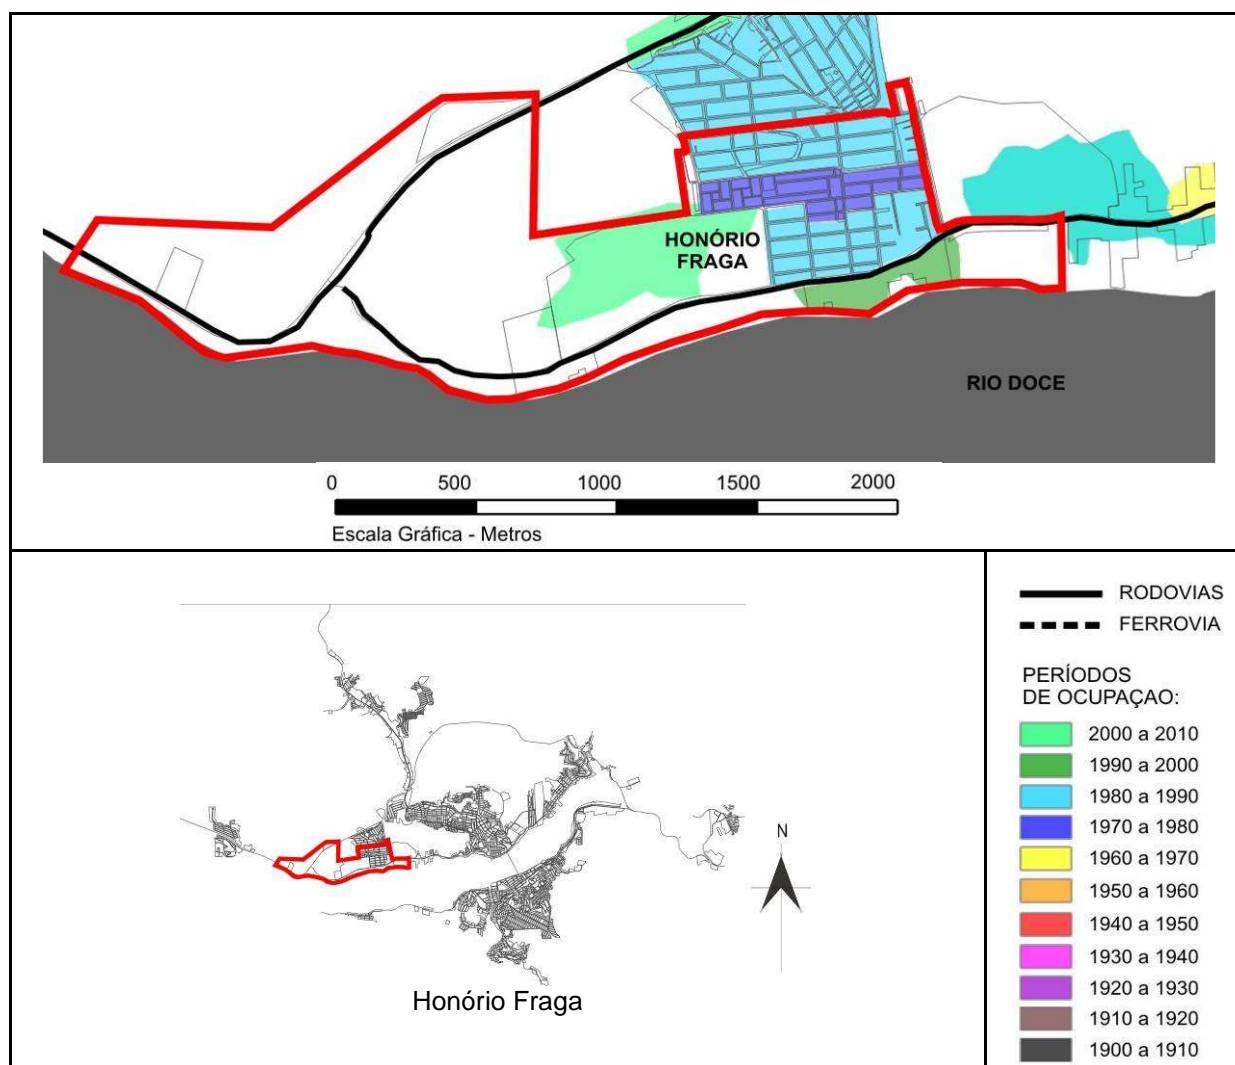 HONÓRIO
FRAGA
RIO DOCE
0 500 1000 1500 2000
Escala Gráfica - Metros
N
Honório Fraga
RODOVIAS
FERROVIA
PERÍODOS
DE OCUPAÇAO:
2000 a 2010
1990 a 2000
1980 a 1990
1970 a 1980
1960 a 1970
1950 a 1960
1940 a 1950
1930 a 1940
1920 a 1930
1910 a 1920
1900 a 1910